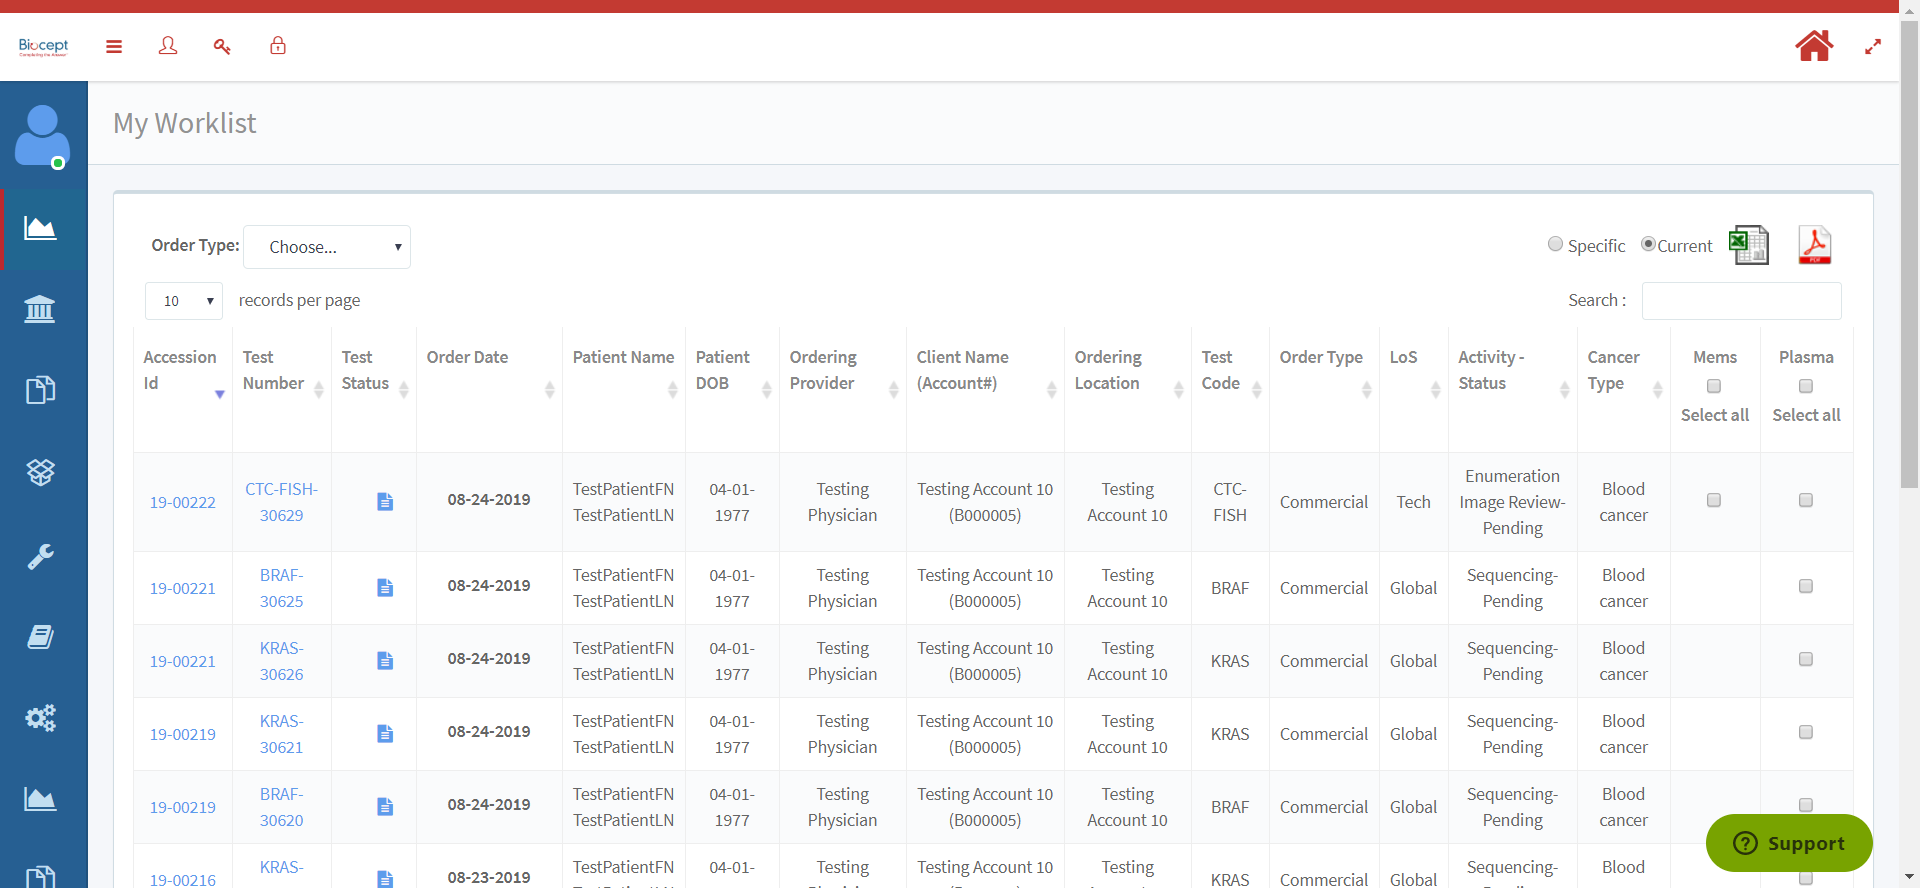 Biocept
My Worklist
Order Type: Choose...
Specific Current
PDF
10 records per page
Search :
Accession Id
Test Number
Test Status
Order Date
Patient Name
Patient DOB
Ordering Provider
Client Name (Account#)
Ordering Location
Test Code
Order Type
LoS
Activity - Status
Cancer Type
Mems Select all
Plasma Select all
19-00222 CTC-FISH-30629 08-24-2019 TestPatientFN TestPatientLN 04-01-1977 Testing Physician Testing Account 10 (B000005) Testing Account 10 CTC-FISH Commercial Tech Enumeration Image Review-Pending Blood cancer
19-00221 BRAF-30625 08-24-2019 TestPatientFN TestPatientLN 04-01-1977 Testing Physician Testing Account 10 (B000005) Testing Account 10 BRAF Commercial Global Sequencing-Pending Blood cancer
19-00221 KRAS-30626 08-24-2019 TestPatientFN TestPatientLN 04-01-1977 Testing Physician Testing Account 10 (B000005) Testing Account 10 KRAS Commercial Global Sequencing-Pending Blood cancer
19-00219 KRAS-30621 08-24-2019 TestPatientFN TestPatientLN 04-01-1977 Testing Physician Testing Account 10 (B000005) Testing Account 10 KRAS Commercial Global Sequencing-Pending Blood cancer
19-00219 BRAF-30620 08-24-2019 TestPatientFN TestPatientLN 04-01-1977 Testing Physician Testing Account 10 (B000005) Testing Account 10 BRAF Commercial Global Sequencing-Pending Blood cancer
19-00216 KRAS- 08-23-2019 TestPatientFN 04-01- Testing Testing Account 10 Testing KRAS Commercial Global Sequencing- Blood
Support